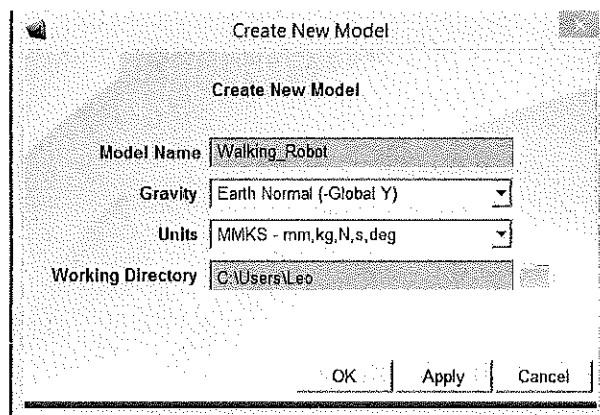 Create New Model
Create New Model
Model Name Walking_Robot
Gravity Earth Normal (-Global Y)
Units MMKS - mm,kg,N,s,deg
Working Directory C:\Users\Leo
OK Apply Cancel